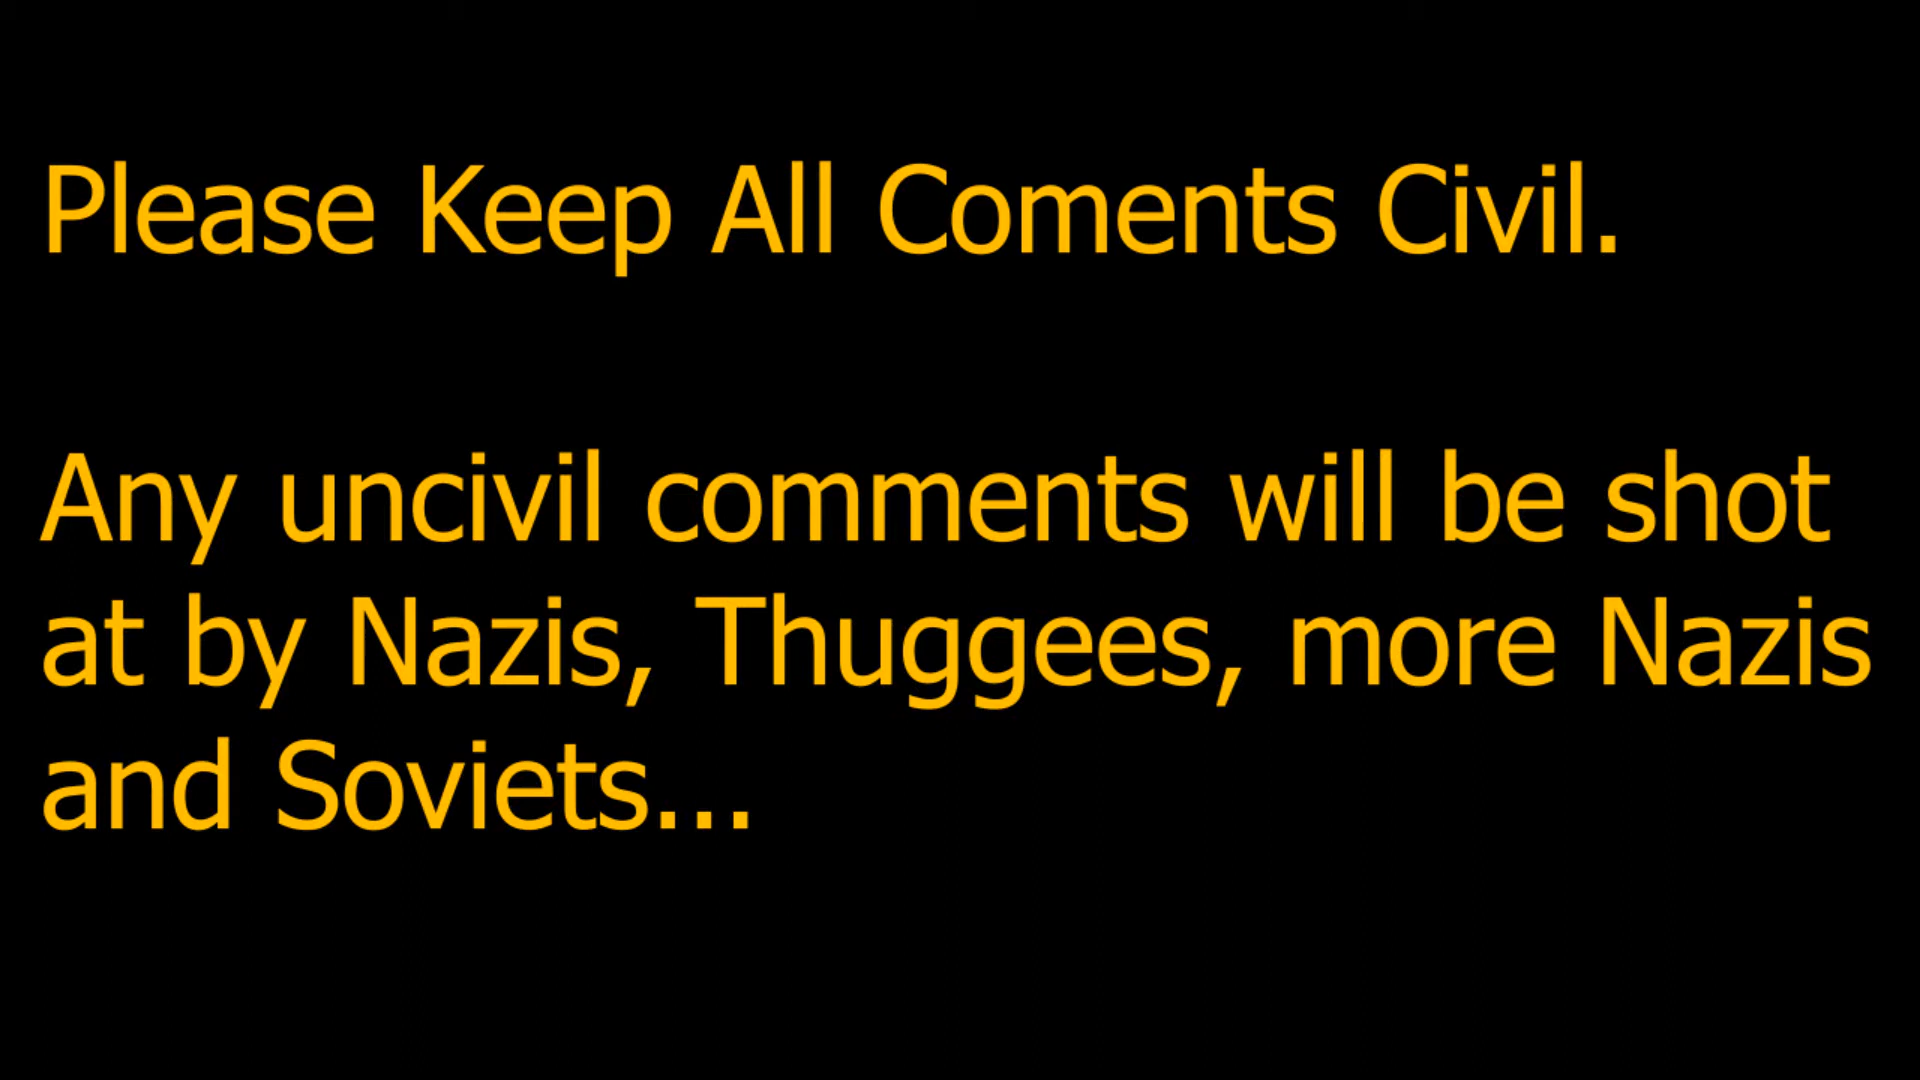 Please Keep All Coments Civil.
Any uncivil comments will be shot
at by Nazis, Thuggees, more Nazis
and Soviets...